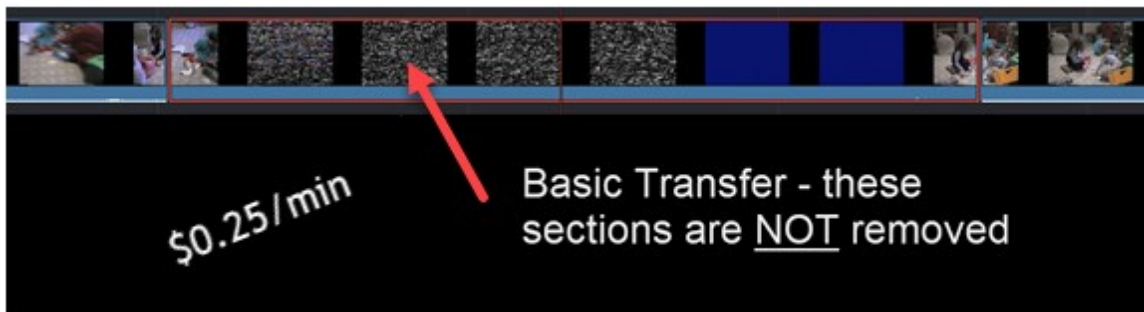 $0.25/min
Basic Transfer - these
sections are NOT removed